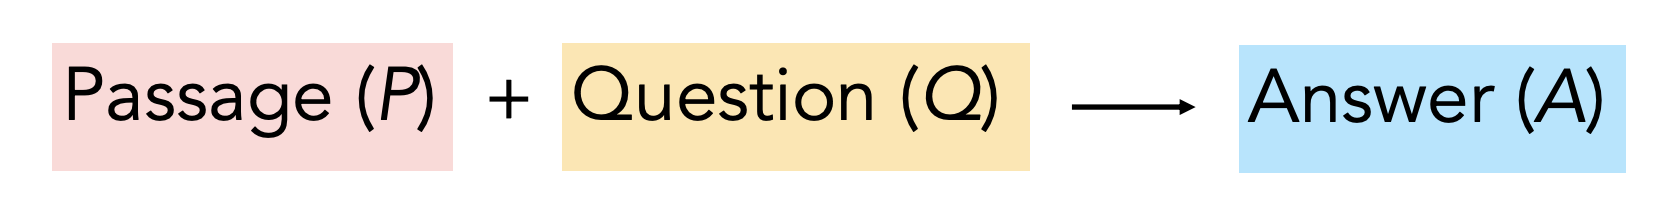 Passage (P) + Question (Q) ⟶ Answer (A)